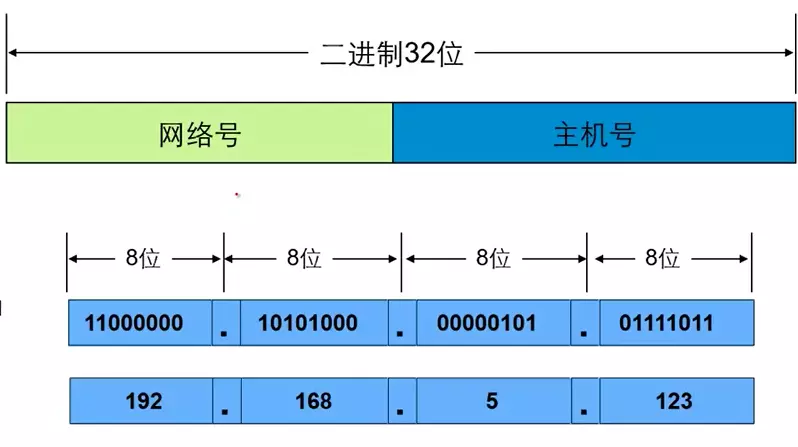 二进制32位
网络号 主机号
8位 8位 8位 8位
11000000 . 10101000 . 00000101 . 01111011
192 . 168 . 5 . 123